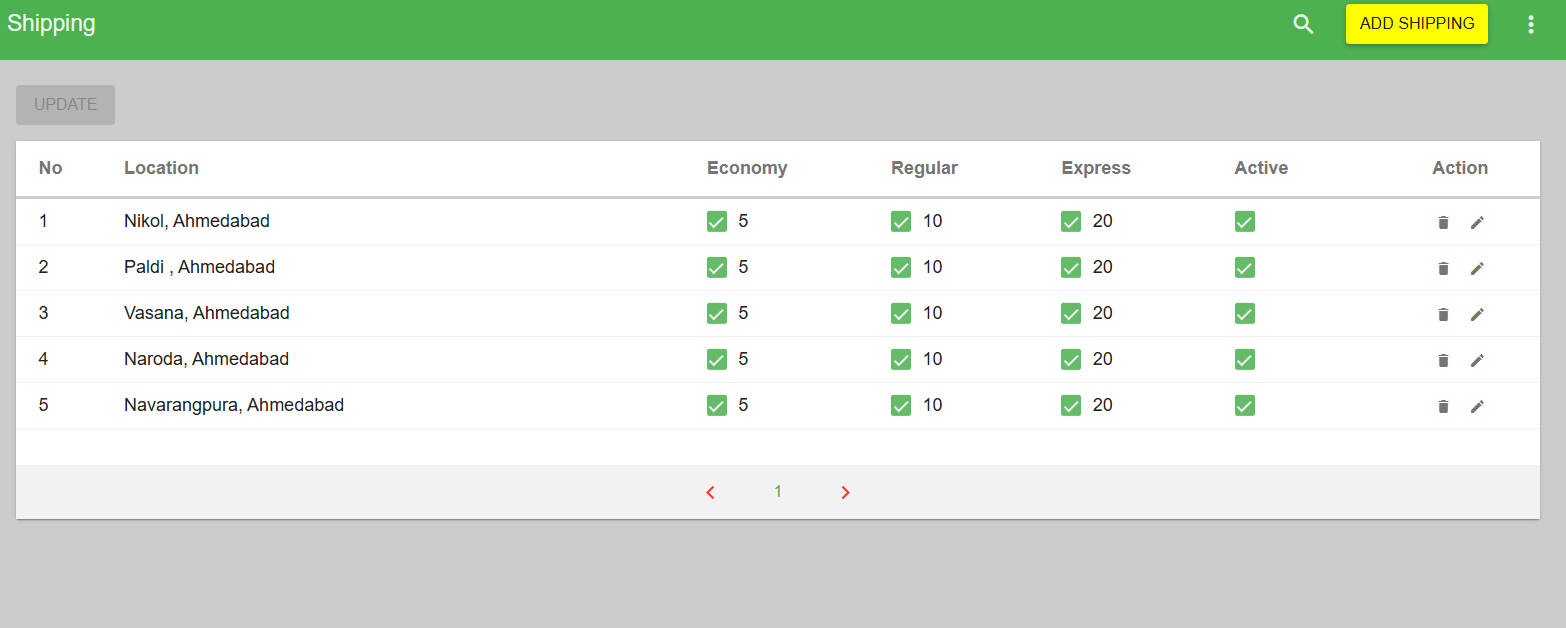 Shipping ADD SHIPPING
UPDATE
No Location Economy Regular Express Active Action
1 Nikol, Ahmedabad 5 10 20
2 Paldi , Ahmedabad 5 10 20
3 Vasana, Ahmedabad 5 10 20
4 Naroda, Ahmedabad 5 10 20
5 Navarangpura, Ahmedabad 5 10 20
1